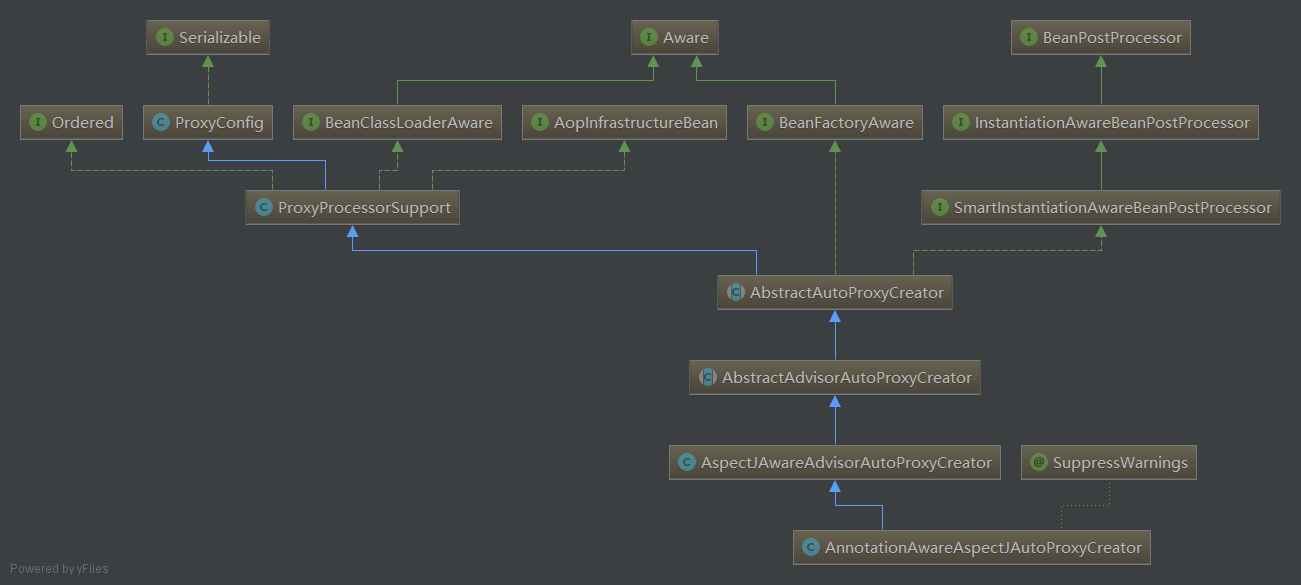 Serializable
Aware
BeanPostProcessor
Ordered
ProxyConfig
BeanClassLoaderAware
AopInfrastructureBean
BeanFactoryAware
InstantiationAwareBeanPostProcessor
ProxyProcessorSupport
SmartInstantiationAwareBeanPostProcessor
AbstractAutoProxyCreator
AbstractAdvisorAutoProxyCreator
AspectJAwareAdvisorAutoProxyCreator
SuppressWarnings
AnnotationAwareAspectJAutoProxyCreator
Powered by yFiles